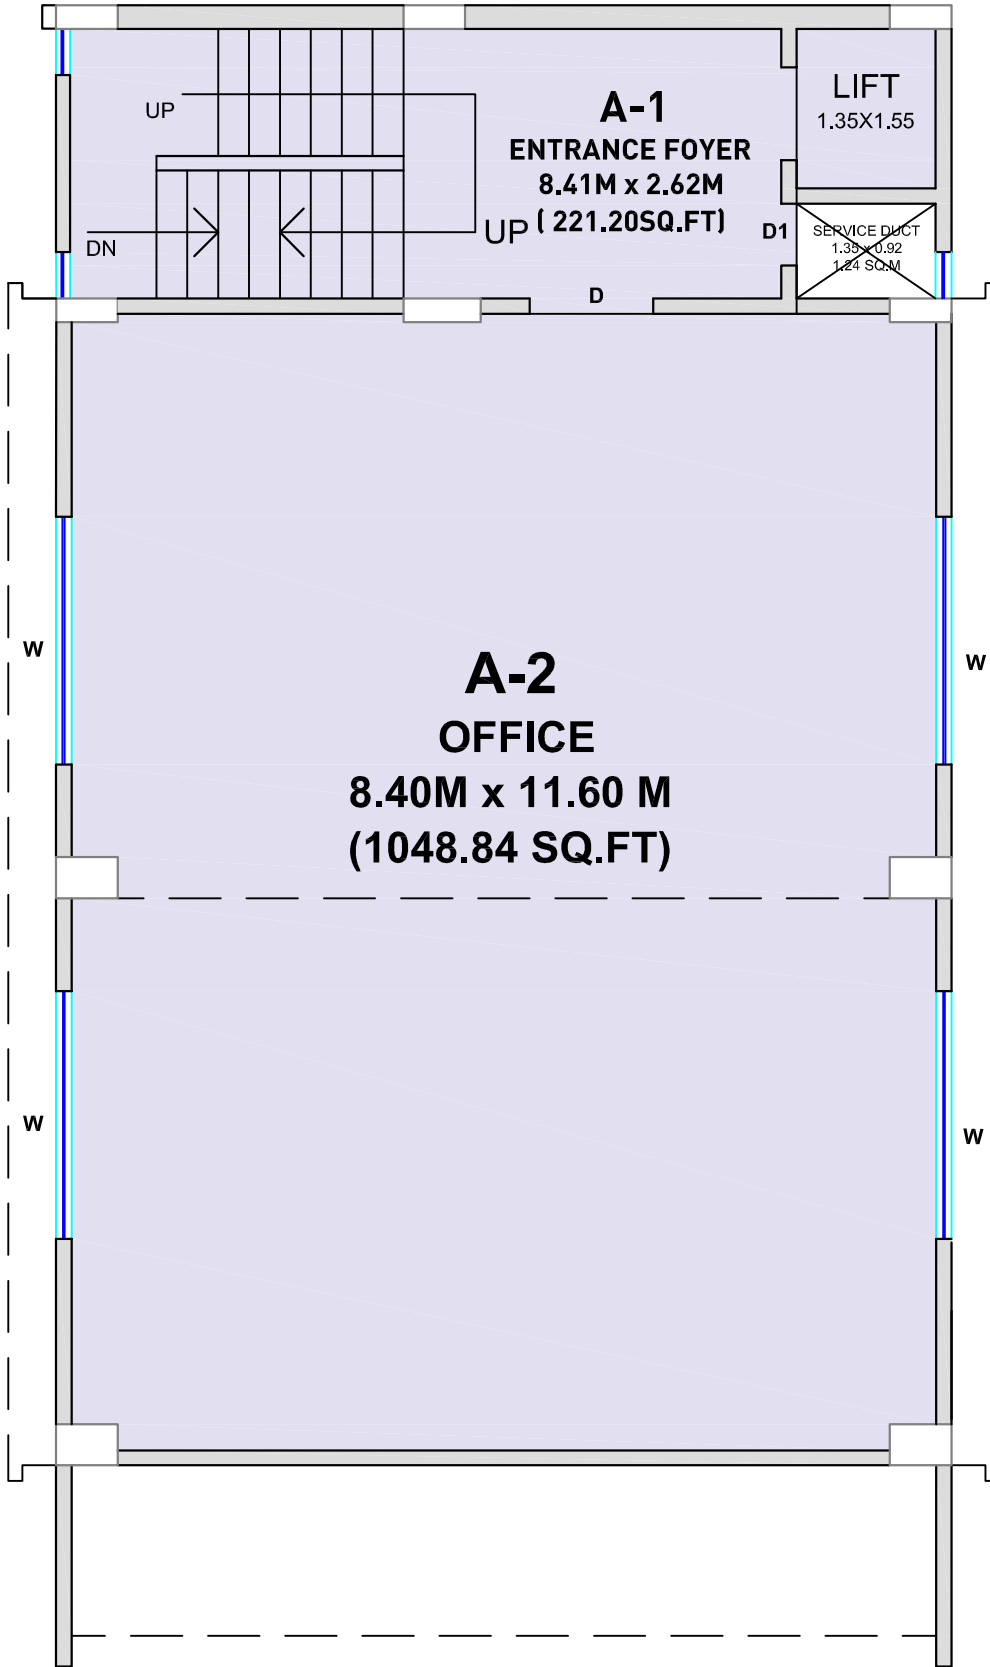 UP
A-1
ENTRANCE FOYER
8.41M x 2.62M
( 221.20SQ.FT)
LIFT
1.35X1.55
DN
UP
D1
SERVICE DUCT
1.35 x 0.92
1.24 SQ.M
D
W
W
A-2
OFFICE
8.40M x 11.60 M
(1048.84 SQ.FT)
W
W